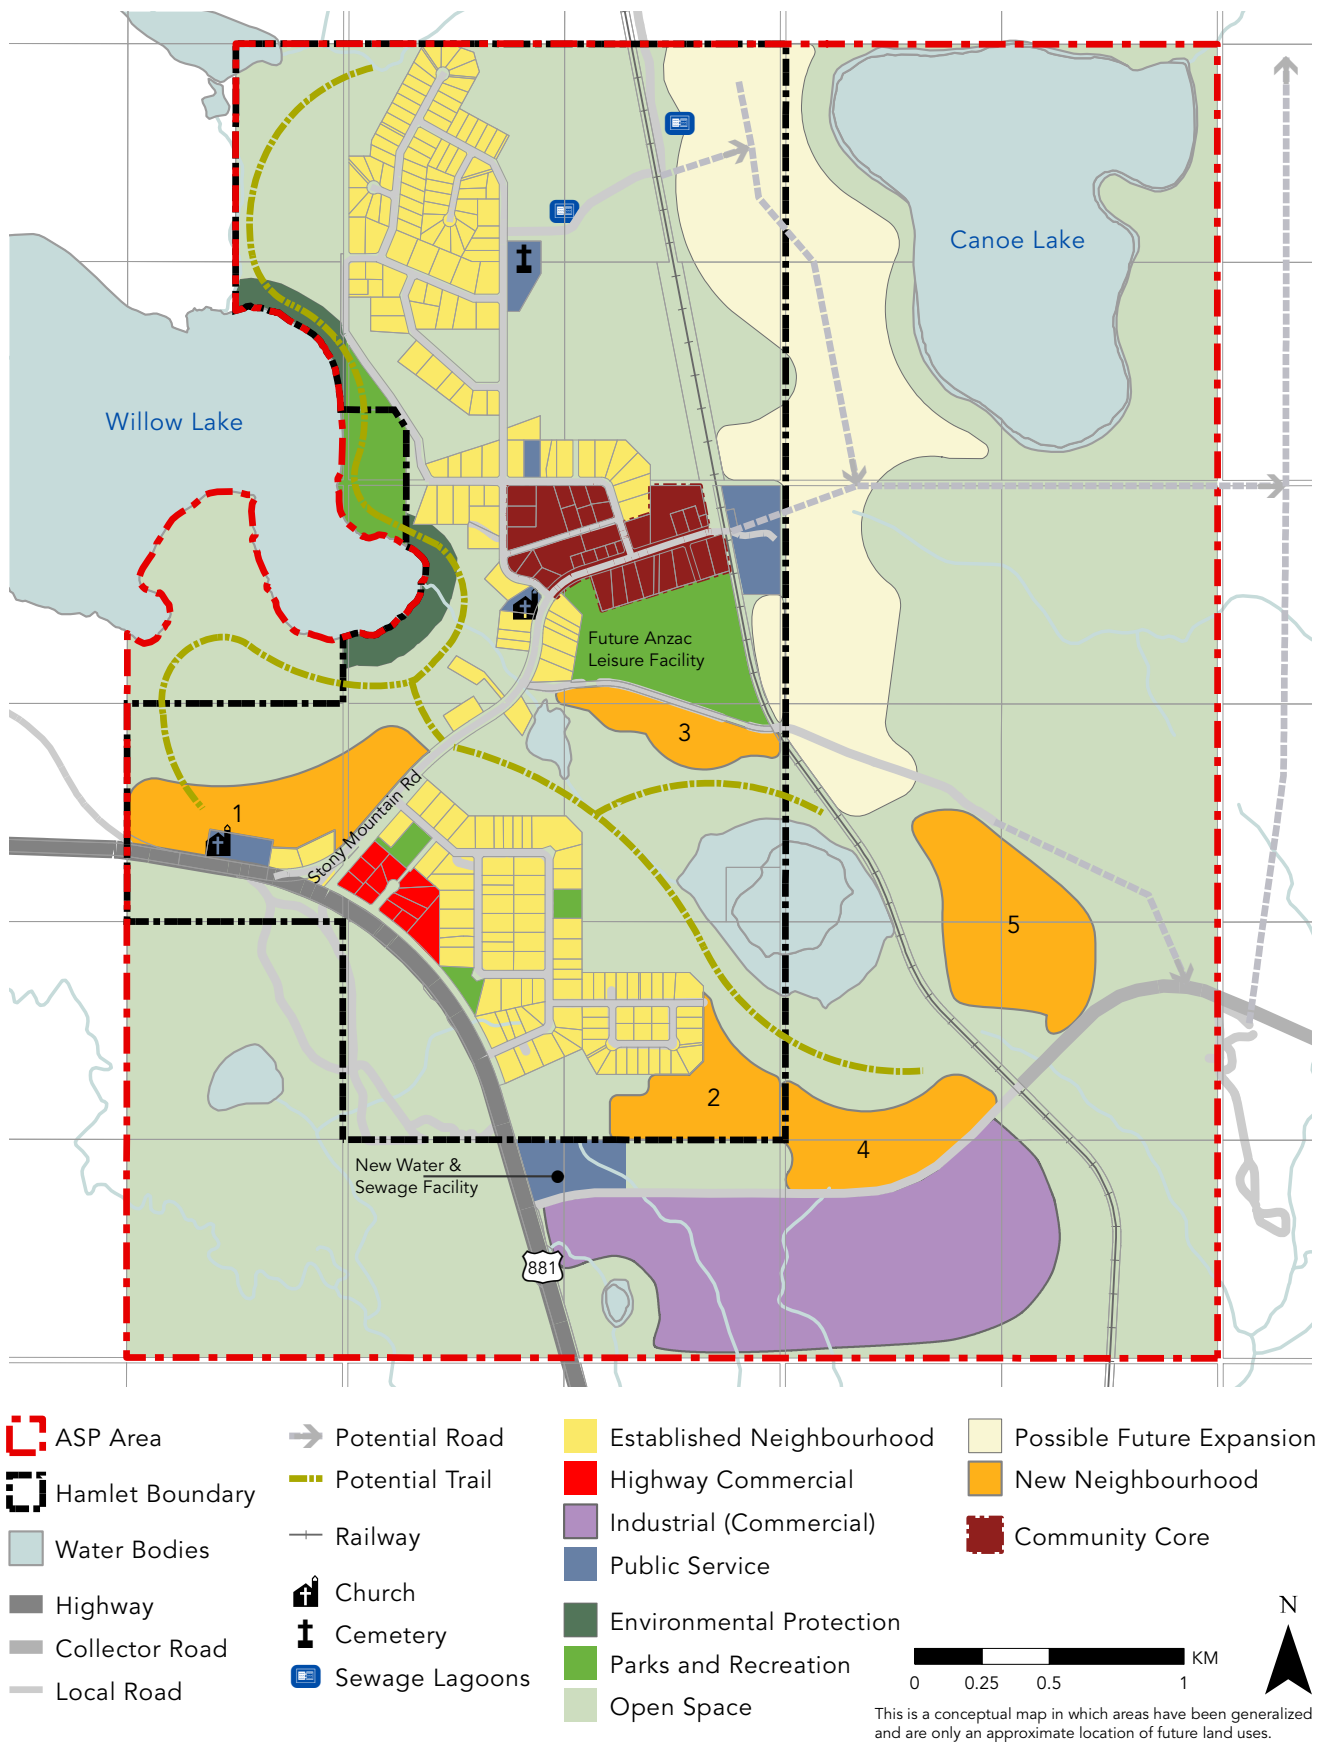 Canoe Lake
Willow Lake
Future Anzac
Leisure Facility
3
1
Stony Mountain Rd
5
2
4
New Water &
Sewage Facility
881
ASP Area
Hamlet Boundary
Water Bodies
Highway
Collector Road
Local Road
Potential Road
Potential Trail
Railway
Church
Cemetery
Sewage Lagoons
Established Neighbourhood
Highway Commercial
Industrial (Commercial)
Public Service
Environmental Protection
Parks and Recreation
Open Space
Possible Future Expansion
New Neighbourhood
Community Core
N
KM
0 0.25 0.5 1
This is a conceptual map in which areas have been generalized
and are only an approximate location of future land uses.